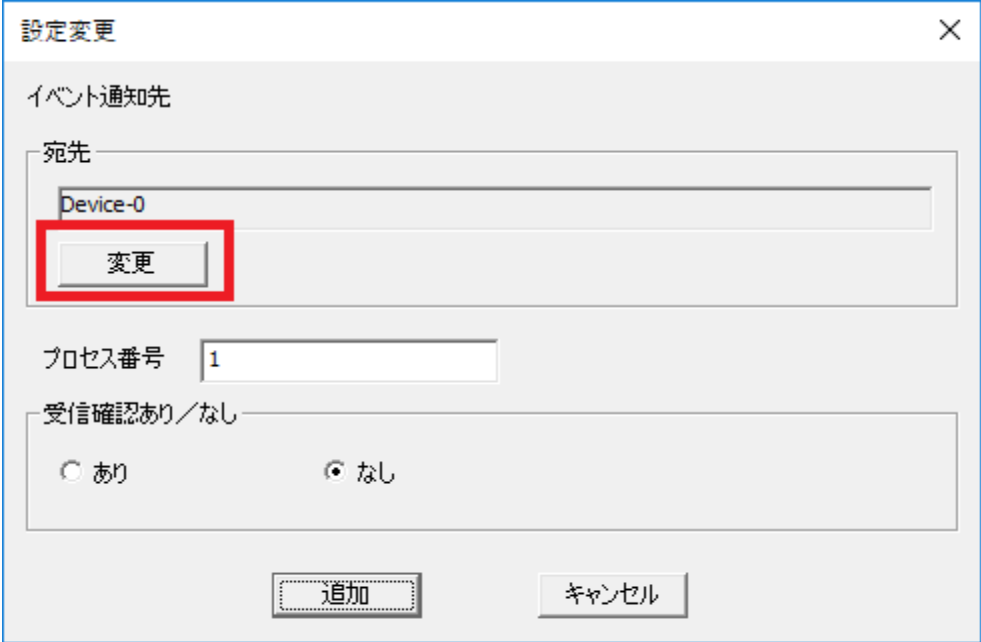 設定変更
イベント通知先
宛先
Device-0
変更
プロセス番号 1
受信確認あり／なし
あり なし
追加 キャンセル